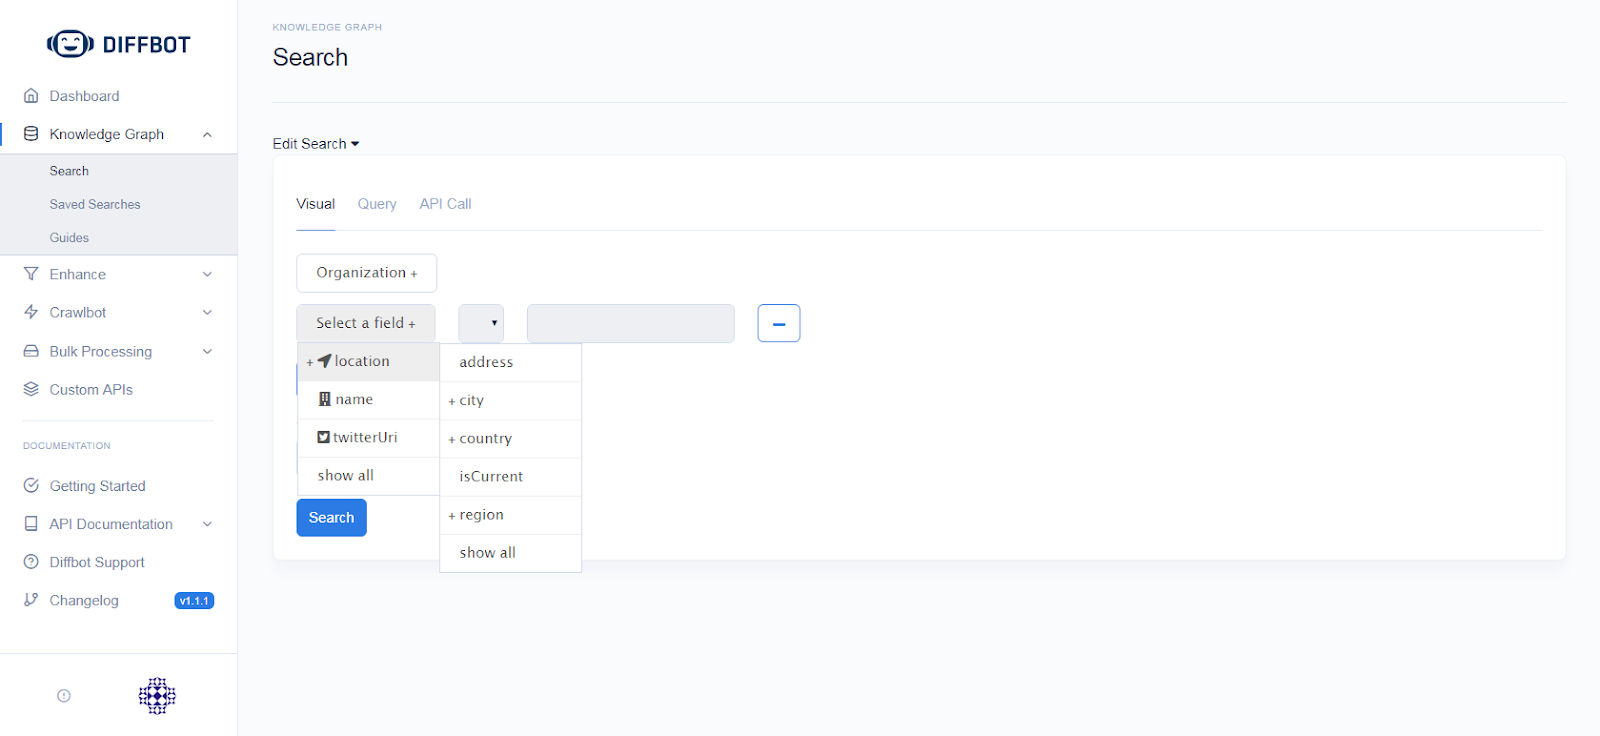 DIFFBOT
Dashboard
Knowledge Graph
Search
Saved Searches
Guides
Enhance
Crawlbot
Bulk Processing
Custom APIs
DOCUMENTATION
Getting Started
API Documentation
Diffbot Support
Changelog v1.1.1
KNOWLEDGE GRAPH
Search
Edit Search
Visual Query API Call
Organization +
Select a field +
+ location
name
twitterUri
show all
address
+ city
+ country
isCurrent
+ region
show all
Search